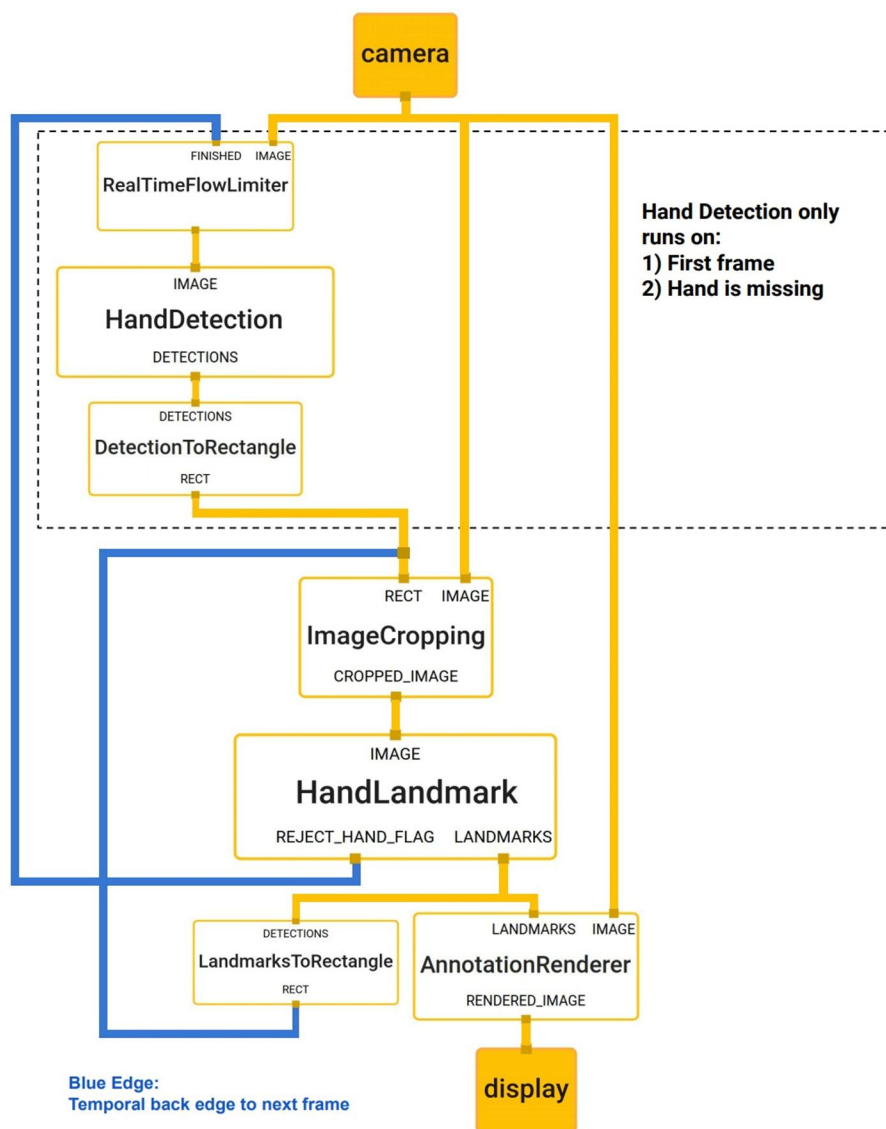 camera
FINISHED IMAGE
RealTimeFlowLimiter
Hand Detection only
runs on:
1) First frame
2) Hand is missing
IMAGE
HandDetection
DETECTIONS
DETECTIONS
DetectionToRectangle
RECT
RECT IMAGE
ImageCropping
CROPPED_IMAGE
IMAGE
HandLandmark
REJECT_HAND_FLAG LANDMARKS
DETECTIONS
LandmarksToRectangle
RECT
LANDMARKS IMAGE
AnnotationRenderer
RENDERED_IMAGE
display
Blue Edge:
Temporal back edge to next frame